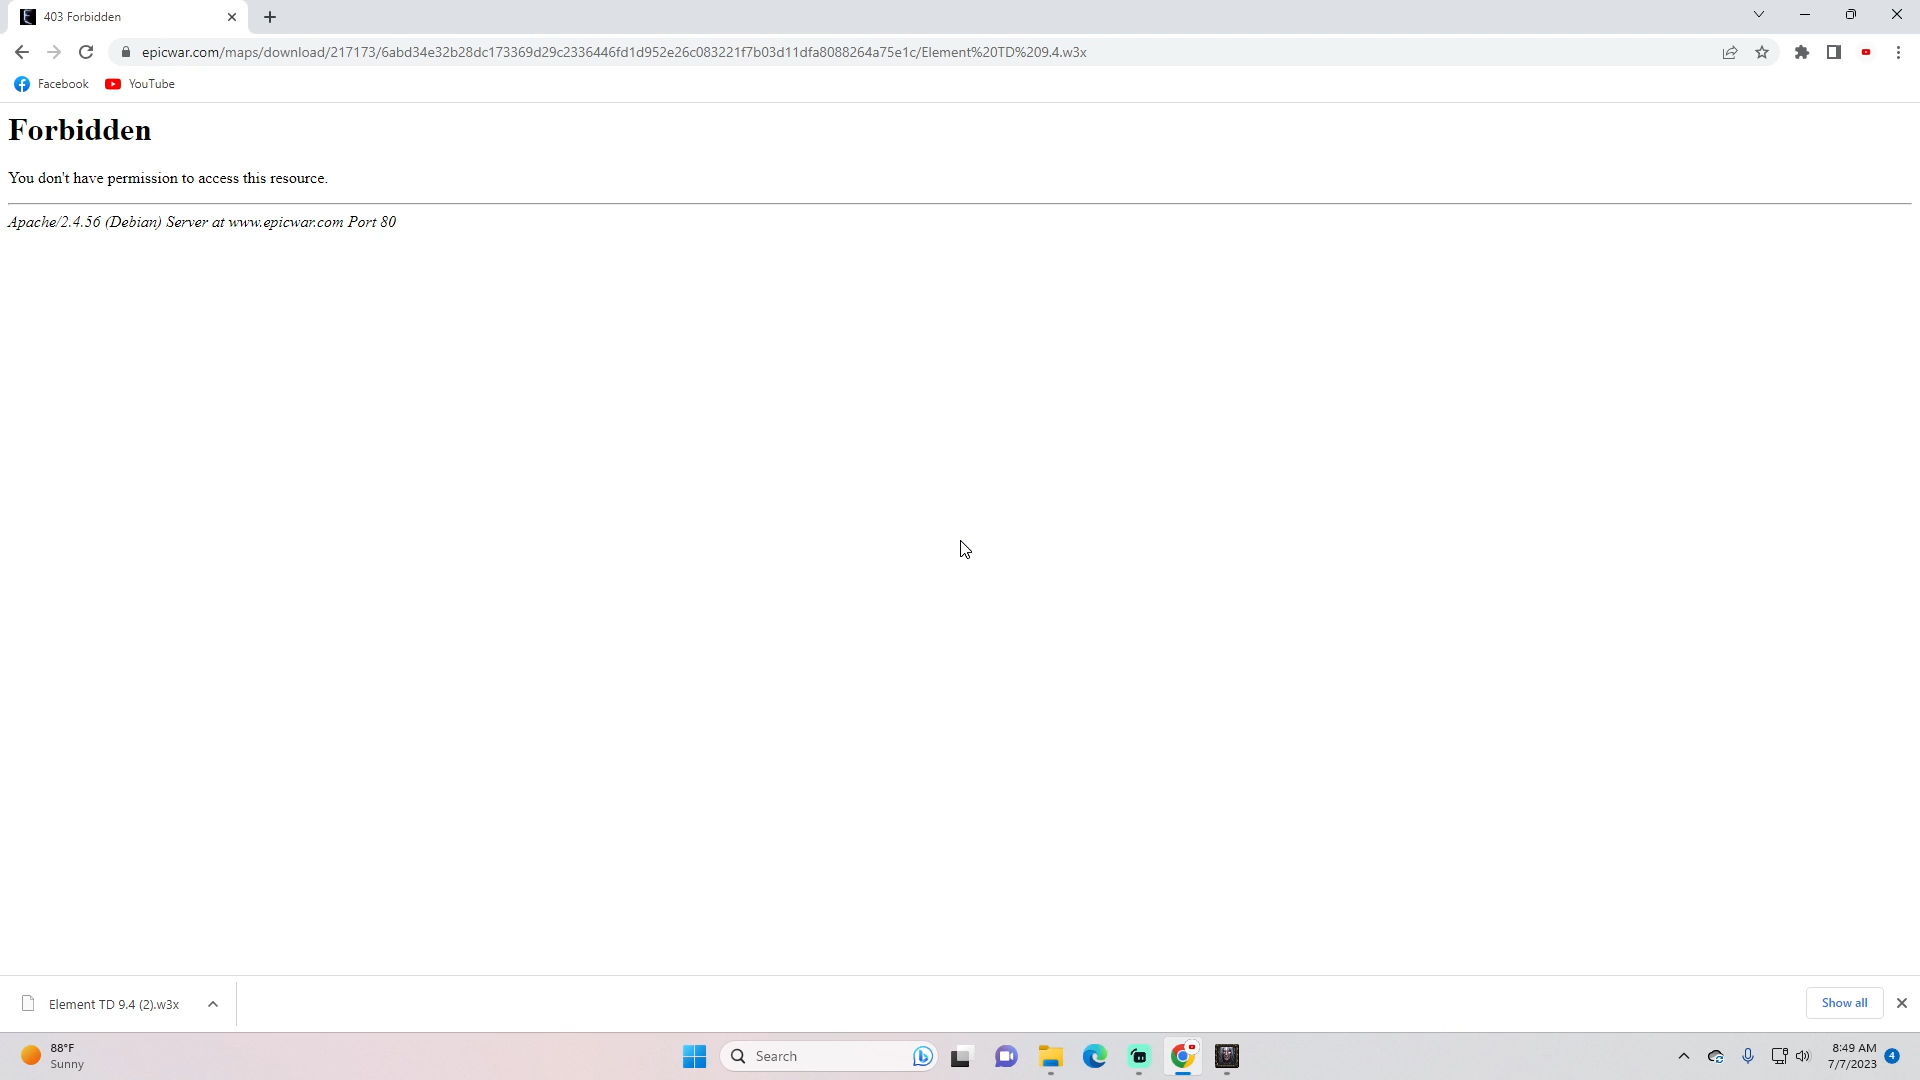 403 Forbidden
epicwar.com/maps/download/217173/6abd34e32b28dc173369d29c2336446fd1d952e26c083221f7b03d11dfa8088264a75e1c/Element%20TD%209.4.w3x
Facebook YouTube
Forbidden
You don't have permission to access this resource.
Apache/2.4.56 (Debian) Server at www.epicwar.com Port 80
Element TD 9.4 (2).w3x
Show all
88°F
Sunny
Search
8:49 AM
7/7/2023
4